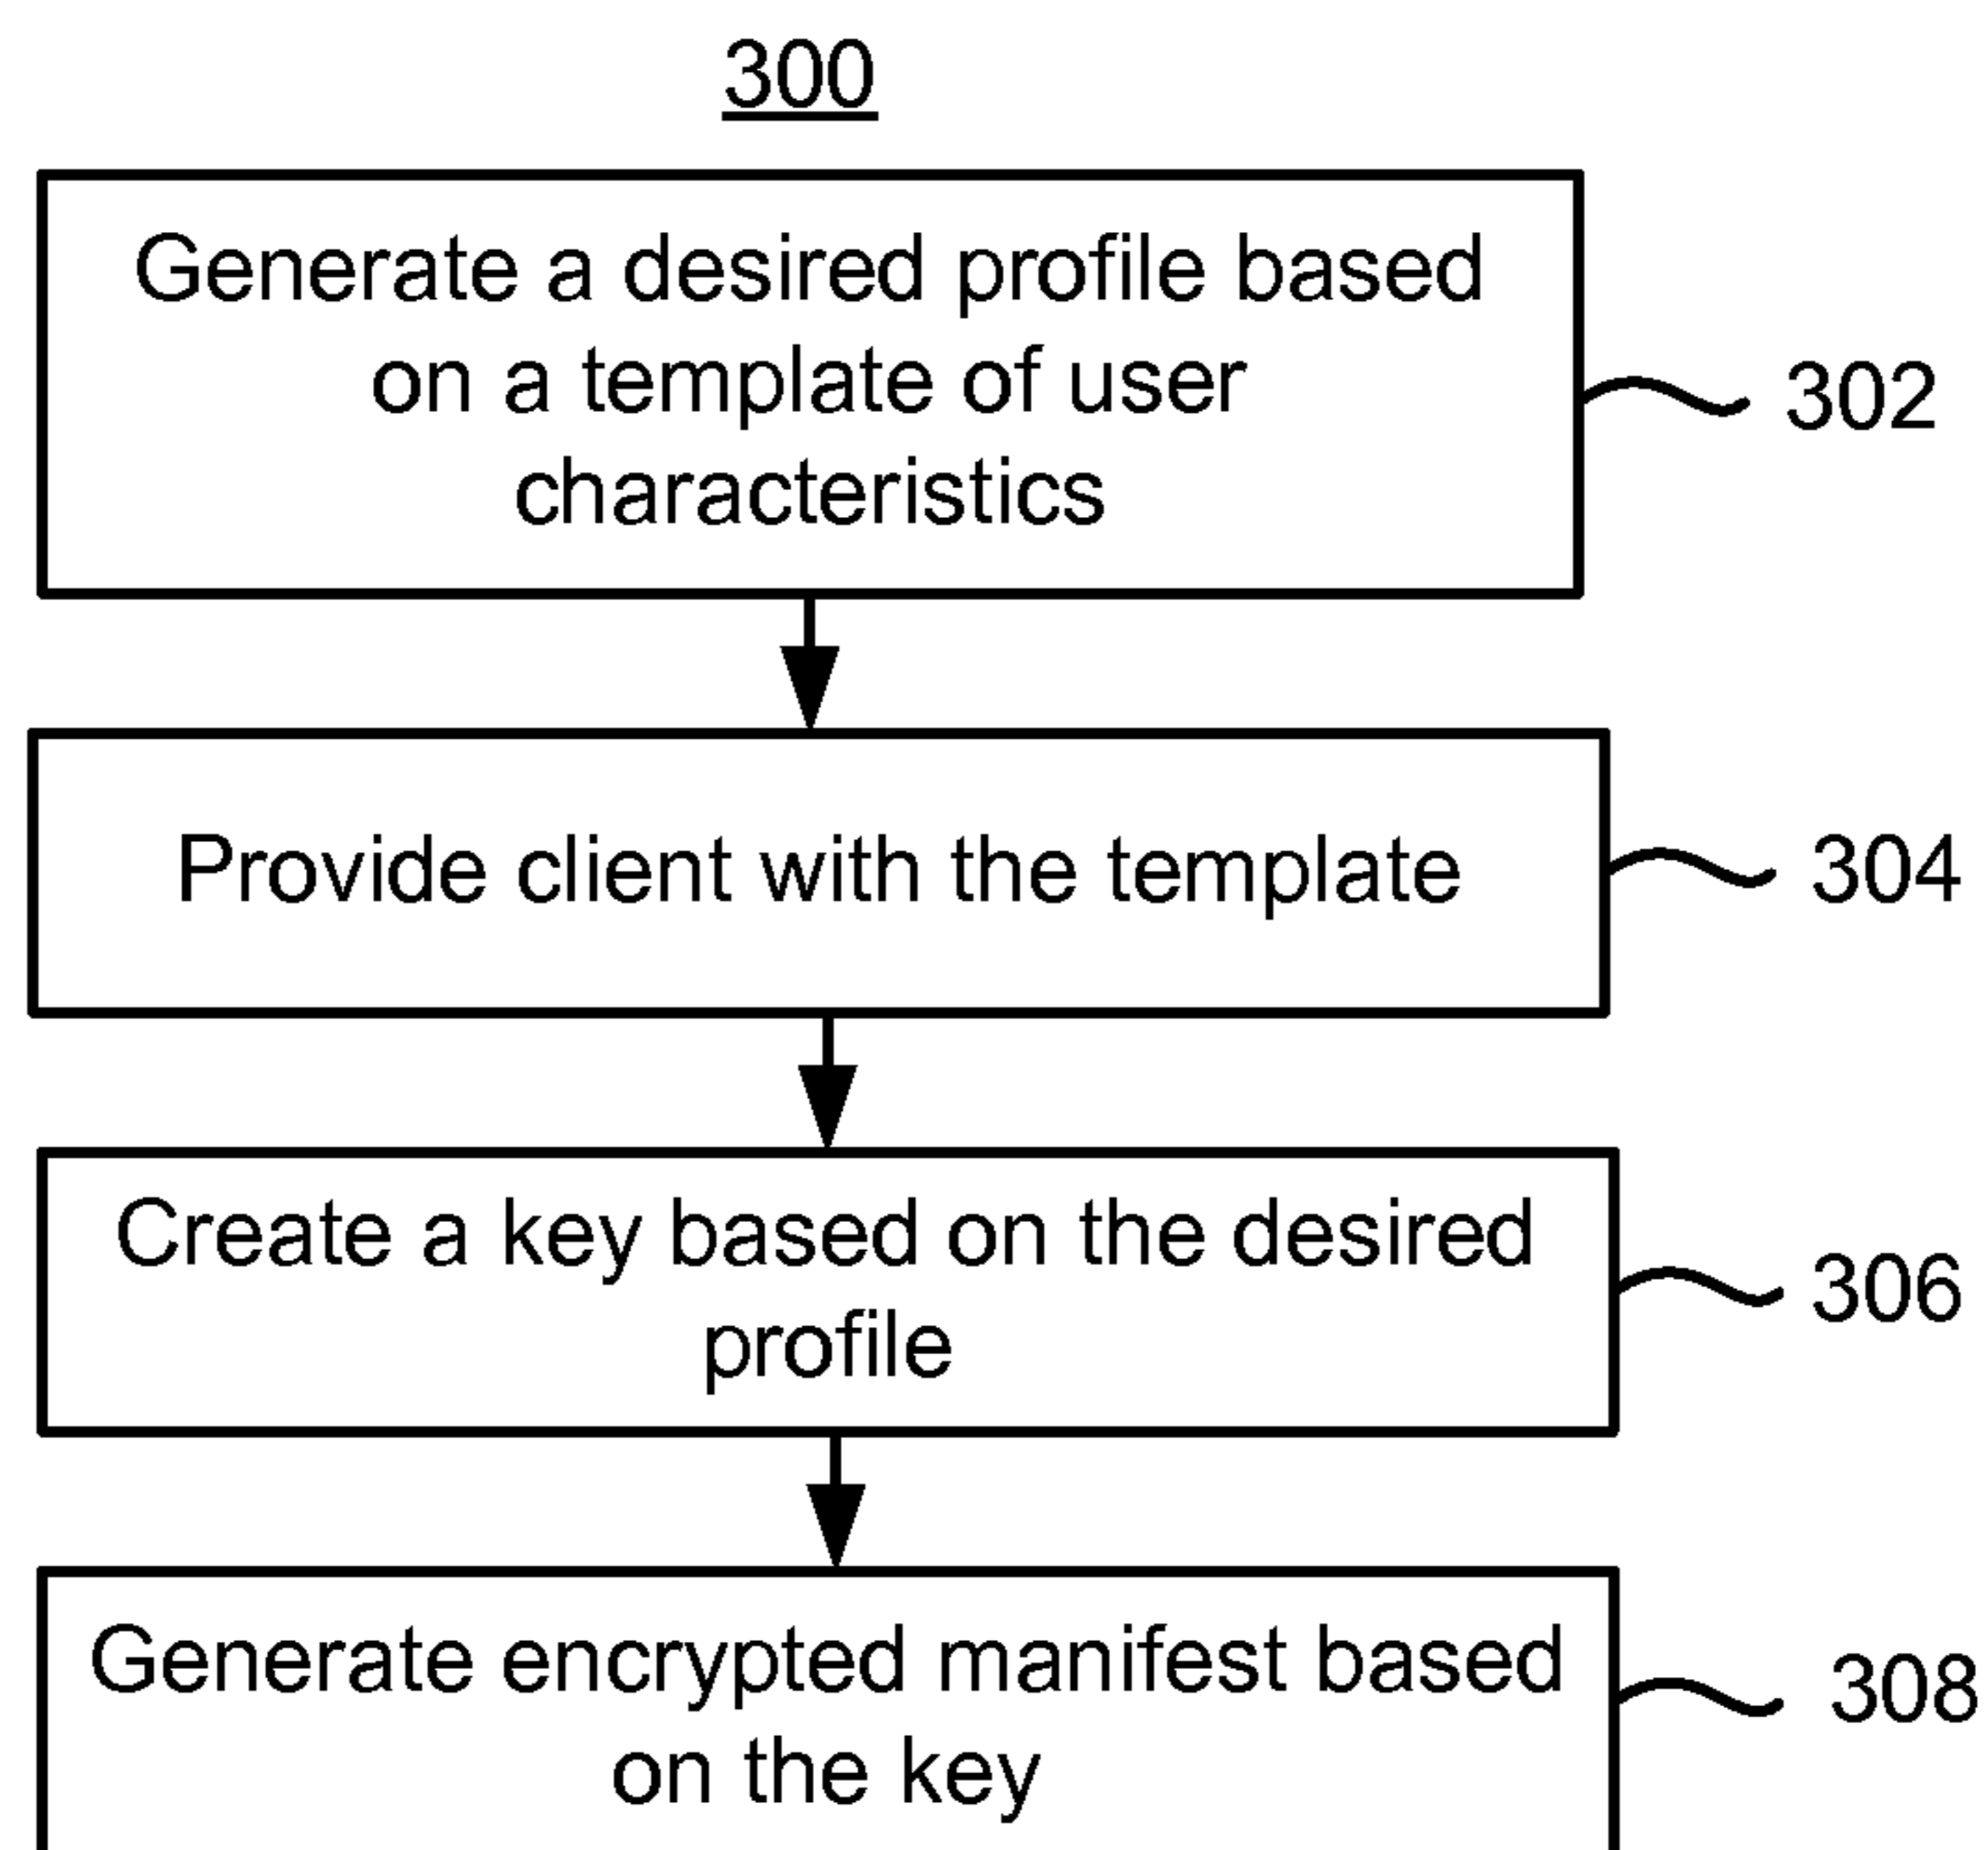 300
Generate a desired profile based
on a template of user
characteristics
302
Provide client with the template
304
Create a key based on the desired
profile
306
Generate encrypted manifest based
on the key
308